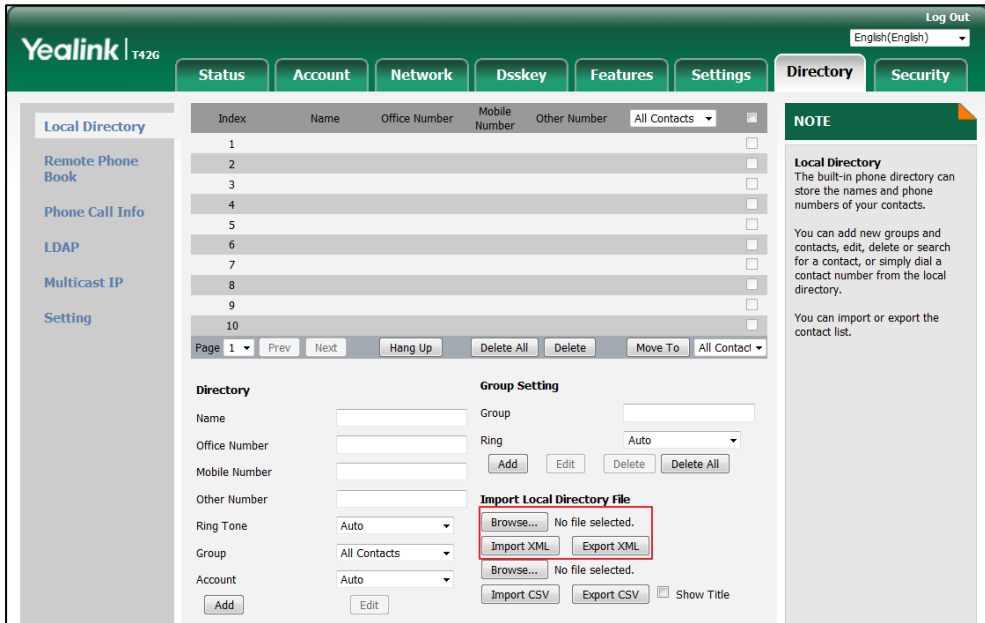 Log Out
Yealink T42G
English(English)
Status Account Network Dsskey Features Settings Directory Security
Local Directory
Remote Phone
Book
Phone Call Info
LDAP
Multicast IP
Setting
Index Name Office Number Mobile Number Other Number All Contacts
1
2
3
4
5
6
7
8
9
10
Page 1 Prev Next Hang Up Delete All Delete Move To All Contact
Directory
Name
Office Number
Mobile Number
Other Number
Ring Tone Auto
Group All Contacts
Account Auto
Add Edit
Group Setting
Group
Ring Auto
Add Edit Delete Delete All
Import Local Directory File
Browse... No file selected.
Import XML Export XML
Browse... No file selected.
Import CSV Export CSV Show Title
NOTE
Local Directory
The built-in phone directory can
store the names and phone
numbers of your contacts.
You can add new groups and
contacts, edit, delete or search
for a contact, or simply dial a
contact number from the local
directory.
You can import or export the
contact list.